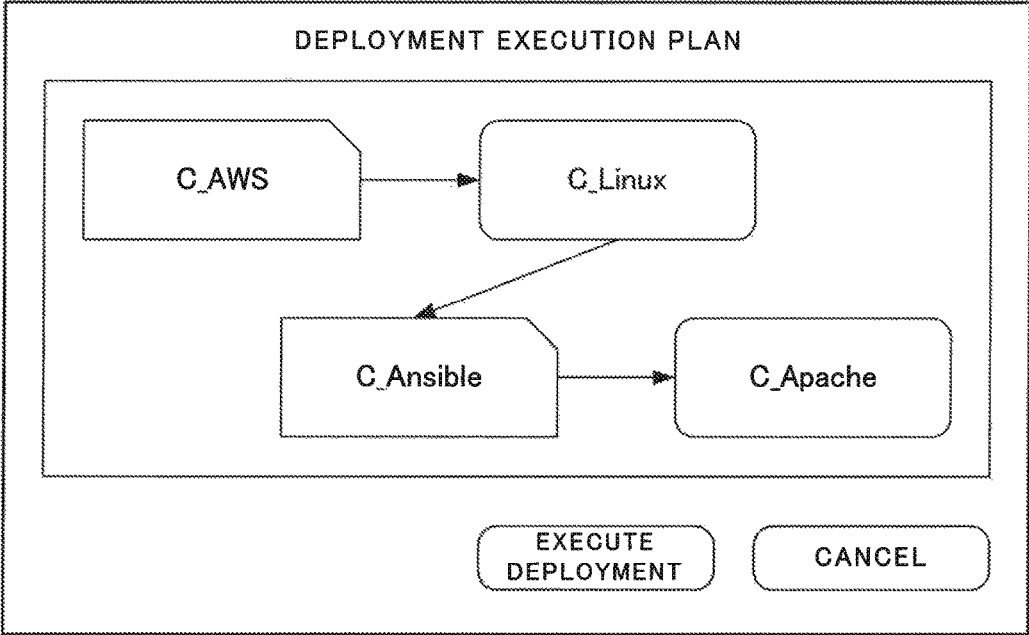 DEPLOYMENT EXECUTION PLAN
C_AWS
C_Linux
C_Ansible
C_Apache
EXECUTE
DEPLOYMENT
CANCEL